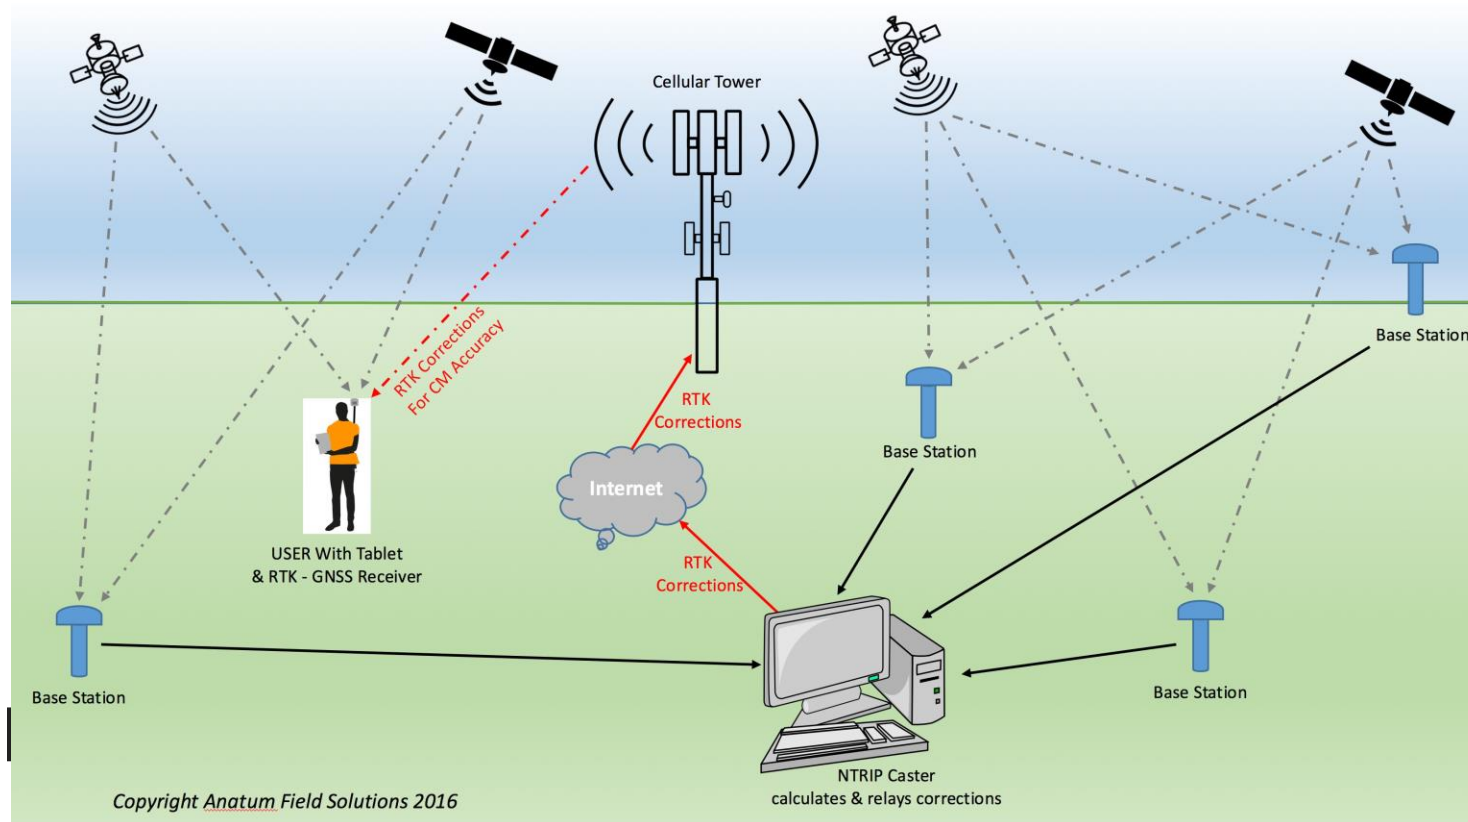 Cellular Tower
RTK Corrections
For CM Accuracy
Base Station
RTK
Corrections
Base Station
Internet
USER With Tablet
& RTK - GNSS Receiver
RTK
Corrections
Base Station
Base Station
NTRIP Caster
calculates & relays corrections
Copyright Anatum Field Solutions 2016